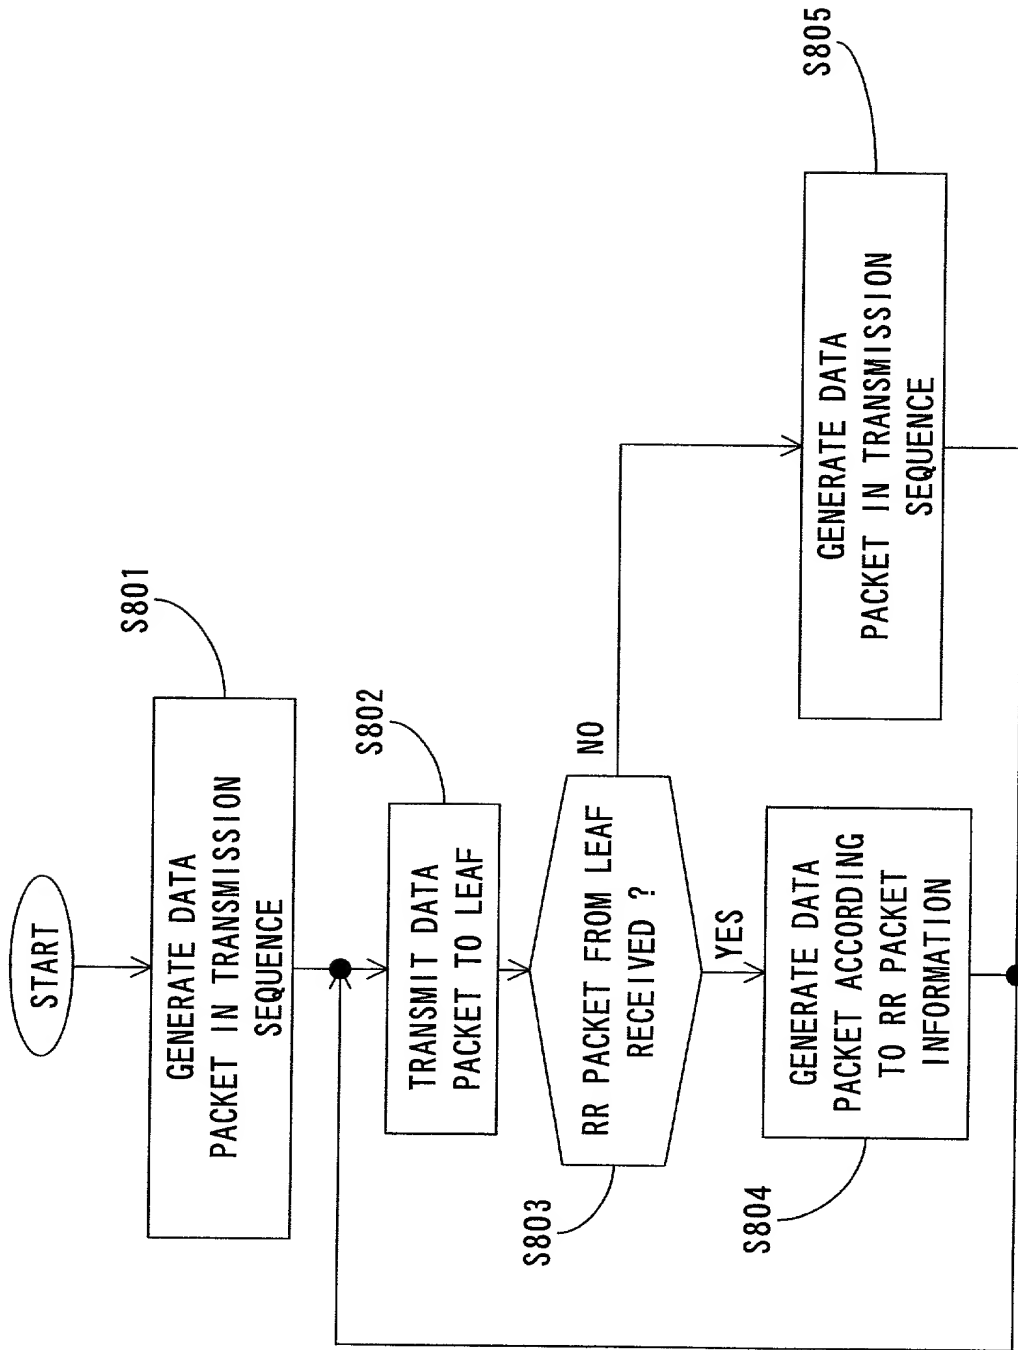 START
S801
GENERATE DATA
PACKET IN TRANSMISSION
SEQUENCE
S802
TRANSMIT DATA
PACKET TO LEAF
S803
RR PACKET FROM LEAF
RECEIVED ?
NO
YES
S804
GENERATE DATA
PACKET ACCORDING
TO RR PACKET
INFORMATION
S805
GENERATE DATA
PACKET IN TRANSMISSION
SEQUENCE